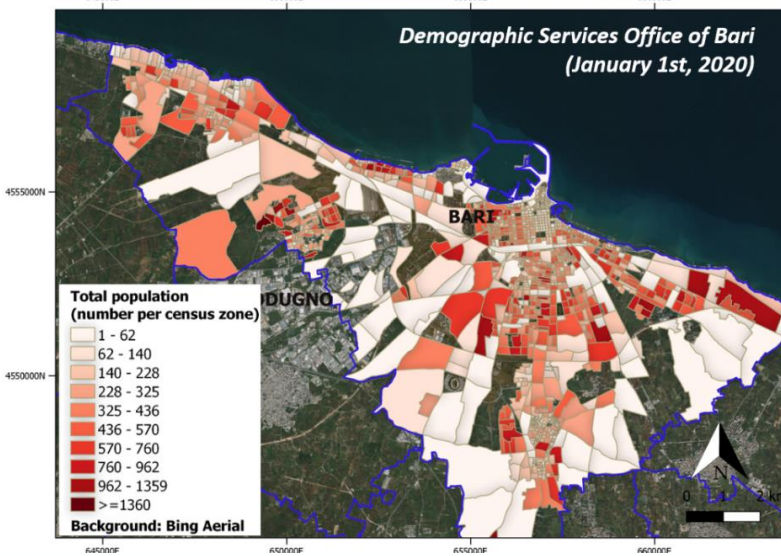 Demographic Services Office of Bari
(January 1st, 2020)
4555000N
BARI
ODUGNO
Total population
(number per census zone)
1 - 62
62 - 140
140 - 228
228 - 325
325 - 436
436 - 570
570 - 760
760 - 962
962 - 1359
>=1360
Background: Bing Aerial
4550000N
N
0 1 2 km
645000E 650000E 655000E 660000E